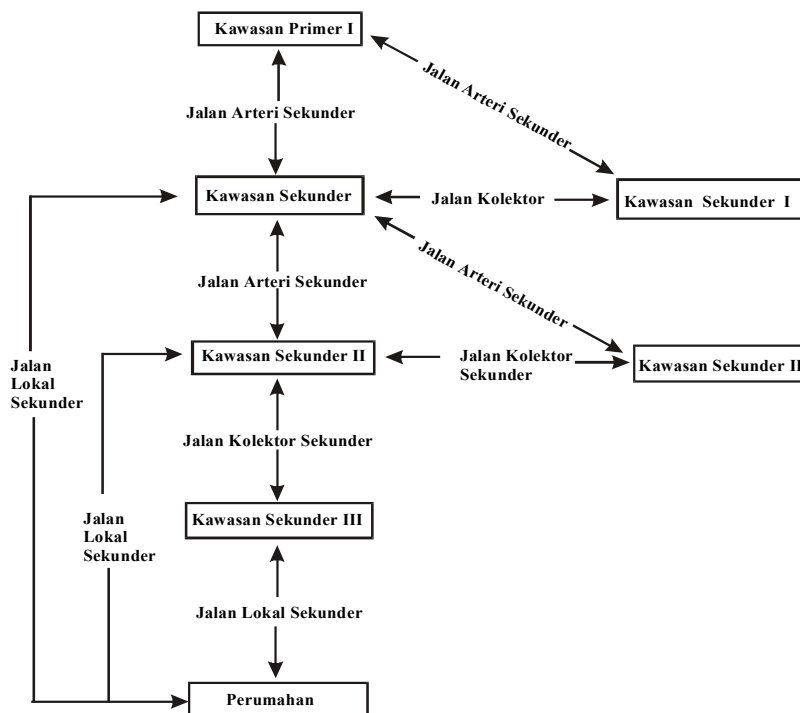 Kawasan Primer I
Jalan Arteri Sekunder
Jalan Arteri Sekunder
Kawasan Sekunder
Jalan Kolektor
Kawasan Sekunder I
Jalan Arteri Sekunder
Jalan Arteri Sekunder
Kawasan Sekunder II
Jalan Kolektor
Sekunder
Kawasan Sekunder II
Jalan
Lokal
Sekunder
Jalan Kolektor Sekunder
Kawasan Sekunder III
Jalan
Lokal
Sekunder
Jalan Lokal Sekunder
Perumahan